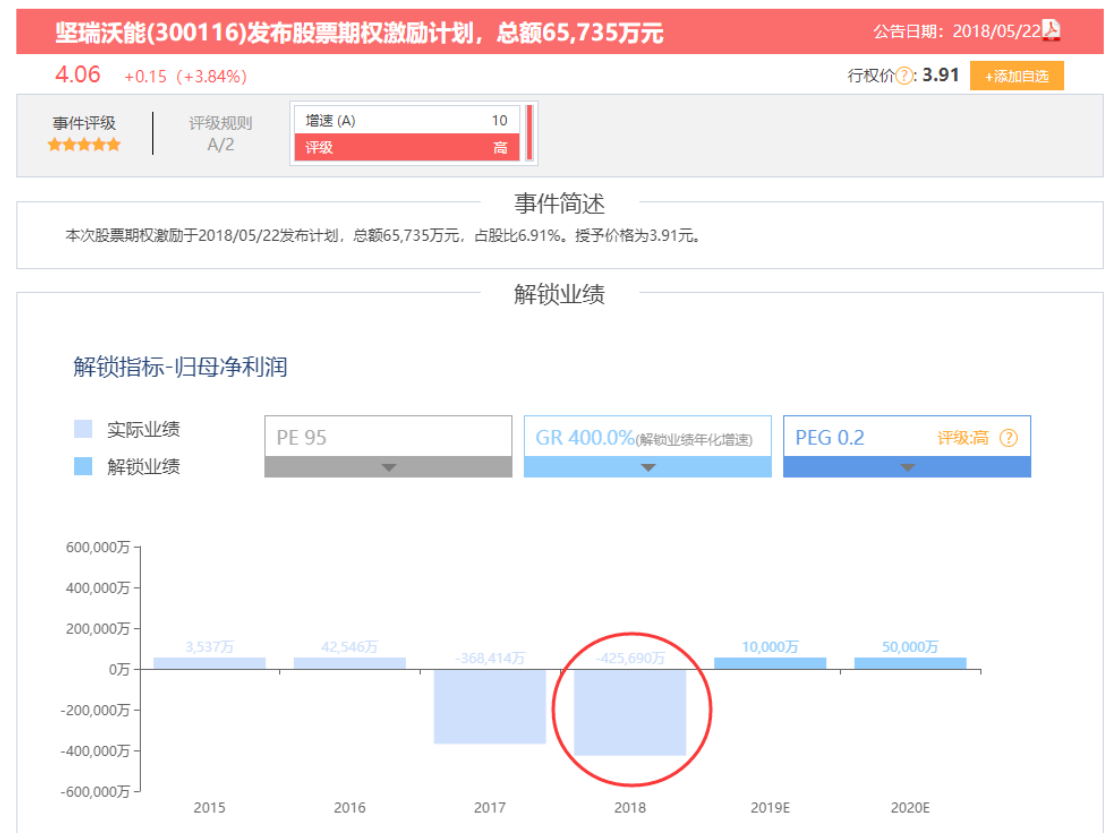 坚瑞沃能(300116)发布股票期权激励计划，总额65,735万元 公告日期：2018/05/22
4.06 +0.15 (+3.84%) 行权价?: 3.91 +添加自选
事件评级 评级规则 增速 (A) 10
A/2 评级 高
事件简述
本次股票期权激励于2018/05/22发布计划，总额65,735万元，占股比6.91%。授予价格为3.91元。
解锁业绩
解锁指标-归母净利润
实际业绩
解锁业绩
PE 95 GR 400.0%(解锁业绩年化增速) PEG 0.2 评级:高 ?
600,000万
400,000万
200,000万
0万
-200,000万
-400,000万
-600,000万
3,537万 42,546万 -368,414万 -425,690万 10,000万 50,000万
2015 2016 2017 2018 2019E 2020E